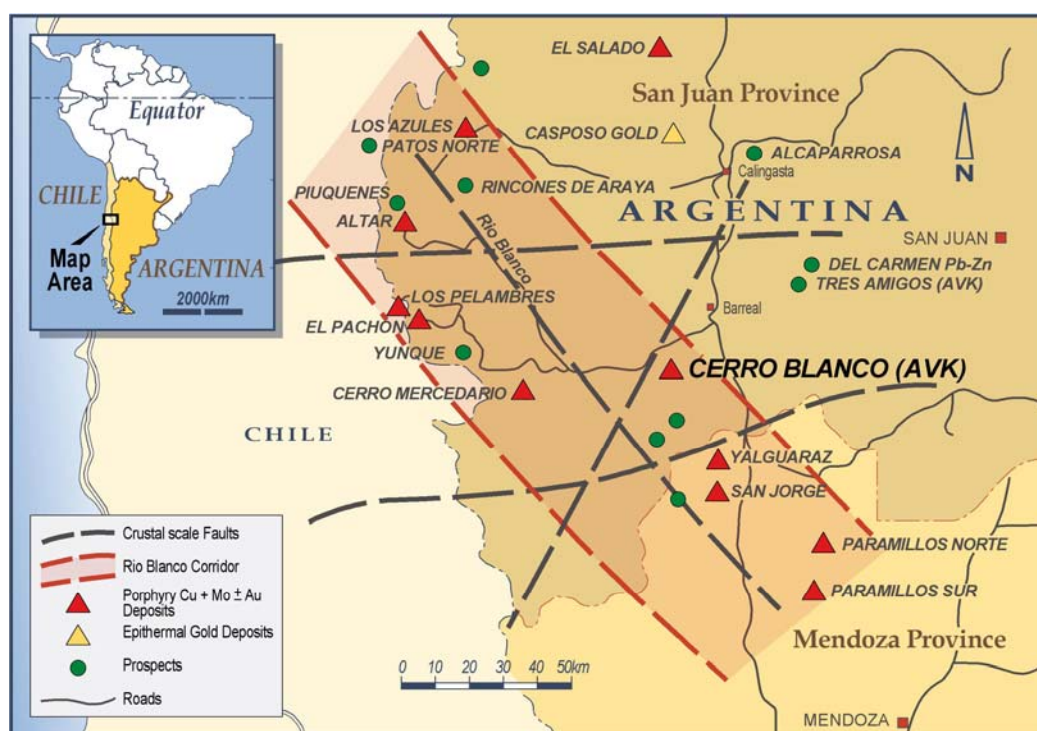 Equator
CHILE
Map
Area
ARGENTINA
2000km
EL SALADO
San Juan Province
LOS AZULES
PATOS NORTE
CASPOSO GOLD
ALCAPARROSA
Calingasta
N
PIUQUENES
RINCONES DE ARAYA
ALTAR
ARGENTINA
Rio Blanco
SAN JUAN
DEL CARMEN Pb-Zn
TRES AMIGOS (AVK)
LOS PELAMBRES
Barreal
EL PACHON
YUNQUE
CERRO BLANCO (AVK)
CERRO MERCEDARIO
CHILE
YALGUARAZ
SAN JORGE
PARAMILLOS NORTE
PARAMILLOS SUR
Mendoza Province
MENDOZA
0 10 20 30 40 50km
Crustal scale Faults
Rio Blanco Corridor
Porphyry Cu + Mo ± Au
Deposits
Epithermal Gold Deposits
Prospects
Roads